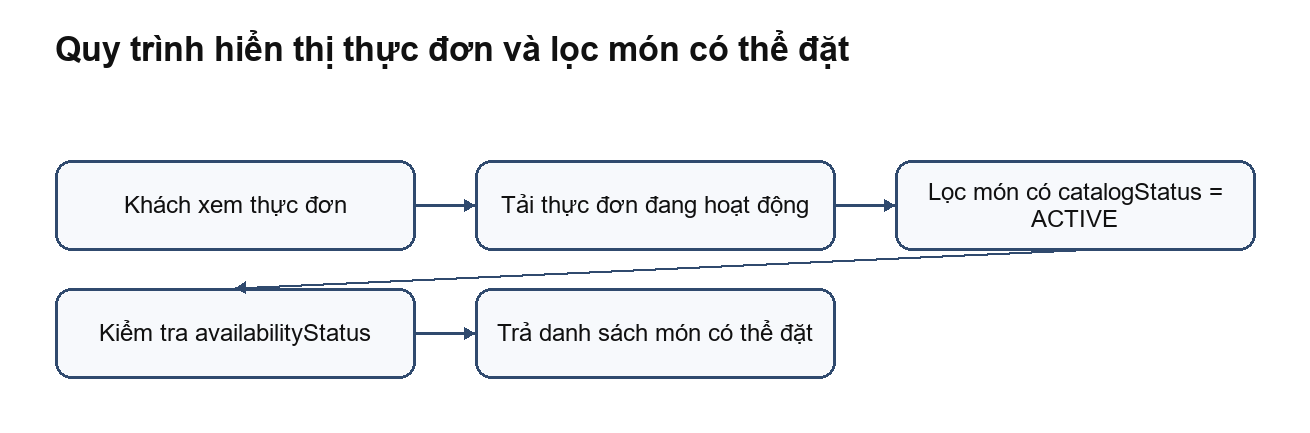 Quy trình hiển thị thực đơn và lọc món có thể đặt
Khách xem thực đơn
Tải thực đơn đang hoạt động
Lọc món có catalogStatus =
ACTIVE
Kiểm tra availabilityStatus
Trả danh sách món có thể đặt